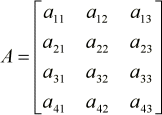 A = [ a₁₁ a₁₂ a₁₃
a₂₁ a₂₂ a₂₃
a₃₁ a₃₂ a₃₃
a₄₁ a₄₂ a₄₃ ]